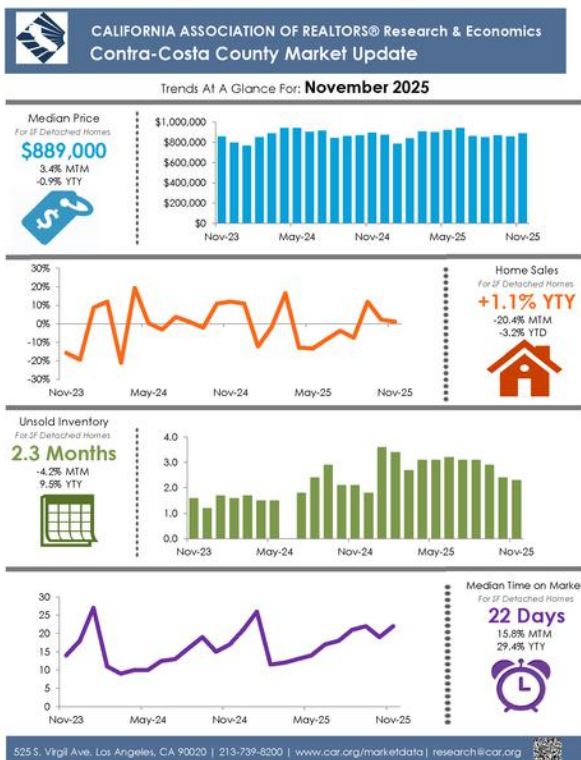 CALIFORNIA ASSOCIATION OF REALTORS® Research & Economics
Contra-Costa County Market Update
Trends At A Glance For: November 2025
Median Price
For SF Detached Homes
$889,000
3.4% MTM
-0.9% YTY
$1,000,000
$800,000
$600,000
$400,000
$200,000
$0
Nov-23 May-24 Nov-24 May-25 Nov-25
30%
20%
10%
0%
-10%
-20%
-30%
Nov-23 May-24 Nov-24 May-25 Nov-25
Home Sales
For SF Detached Homes
+1.1% YTY
-20.4% MTM
-3.2% YTD
Unsold Inventory
For SF Detached Homes
2.3 Months
-4.2% MTM
9.5% YTY
4.0
3.0
2.0
1.0
0.0
Nov-23 May-24 Nov-24 May-25 Nov-25
30
25
20
15
10
5
0
Nov-23 May-24 Nov-24 May-25 Nov-25
Median Time on Marke
For SF Detached Homes
22 Days
15.8% MTM
29.4% YTY
525 S. Virgil Ave. Los Angeles, CA 90020 | 213-739-8200 | www.car.org/marketdata | research@car.org